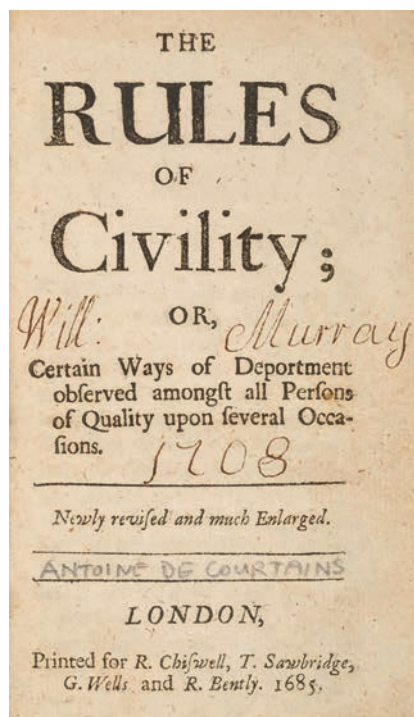 THE
RULES
OF
Civility;
OR,
Will: Murray
Certain Ways of Deportment
obſerved amongſt all Perſons
of Quality upon ſeveral Occa-
ſions.
1708
Newly reviſed and much Enlarged.
ANTOINE DE COURTAINS
LONDON,
Printed for R. Chiſwell, T. Sawbridge,
G. Wells and R. Bently. 1685.